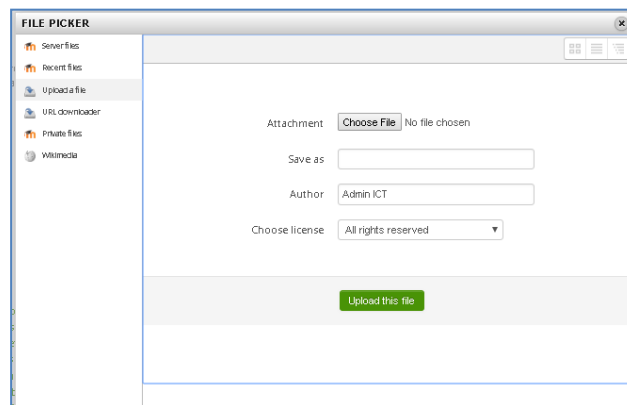 FILE PICKER
Server files
Recent files
Upload a file
URL downloader
Private files
Wikimedia
Attachment Choose File No file chosen
Save as
Author Admin ICT
Choose license All rights reserved
Upload this file